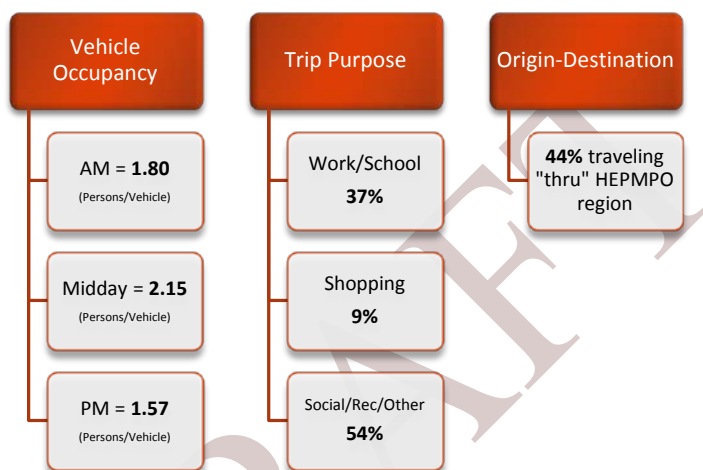 Vehicle
Occupancy
AM = 1.80
(Persons/Vehicle)
Midday = 2.15
(Persons/Vehicle)
PM = 1.57
(Persons/Vehicle)
Trip Purpose
Work/School
37%
Shopping
9%
Social/Rec/Other
54%
Origin-Destination
44% traveling
"thru" HEPMPO
region
DRAFT